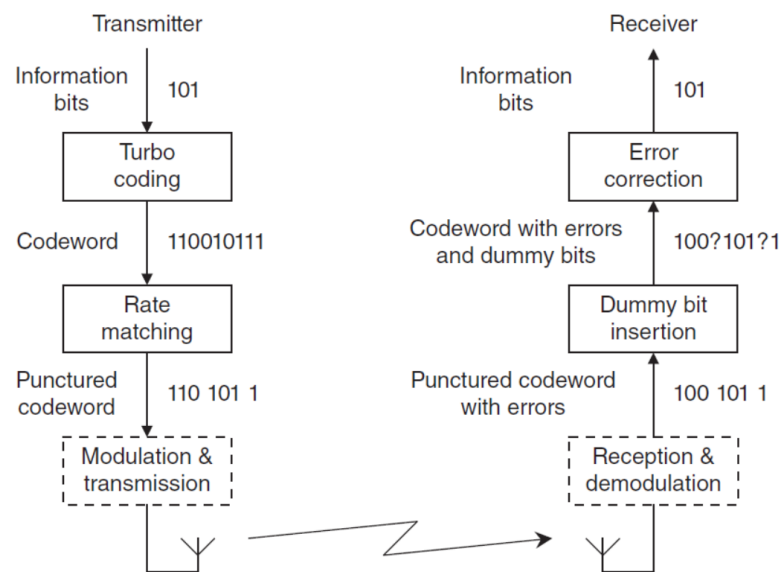 Transmitter
Receiver
Information
bits
101
Information
bits
101
Turbo
coding
Error
correction
Codeword
110010111
Codeword with errors
and dummy bits
100?101?1
Rate
matching
Dummy bit
insertion
Punctured
codeword
110 101 1
Punctured codeword
with errors
100 101 1
Modulation &
transmission
Reception &
demodulation